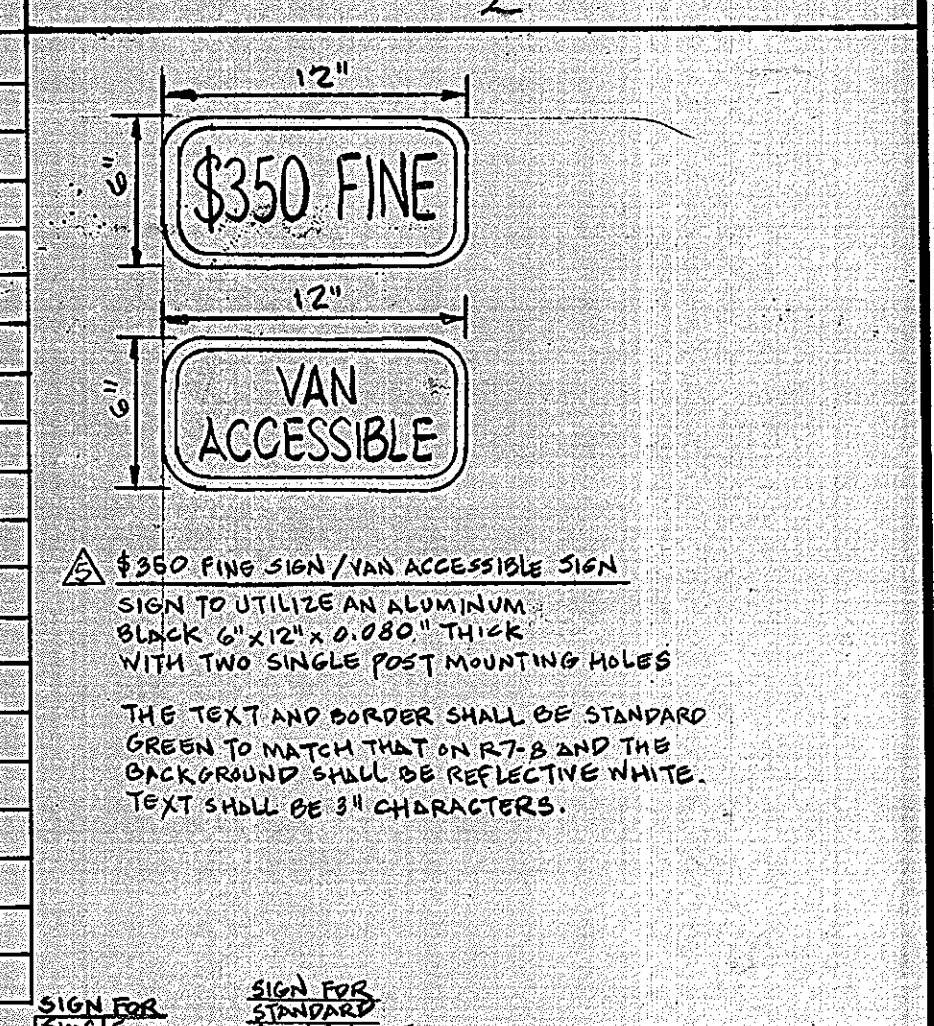 2
12"
6"
$350 FINE
12"
6"
VAN
ACCESSIBLE
5 $350 FINE SIGN/VAN ACCESSIBLE SIGN
SIGN TO UTILIZE AN ALUMINUM
BLACK 6"x12"x 0.080" THICK
WITH TWO SINGLE POST MOUNTING HOLES
THE TEXT AND BORDER SHALL BE STANDARD
GREEN TO MATCH THAT ON R7-8 AND THE
BACKGROUND SHALL BE REFLECTIVE WHITE.
TEXT SHALL BE 3" CHARACTERS.
SIGN FOR
SIGN FOR
STANDARD